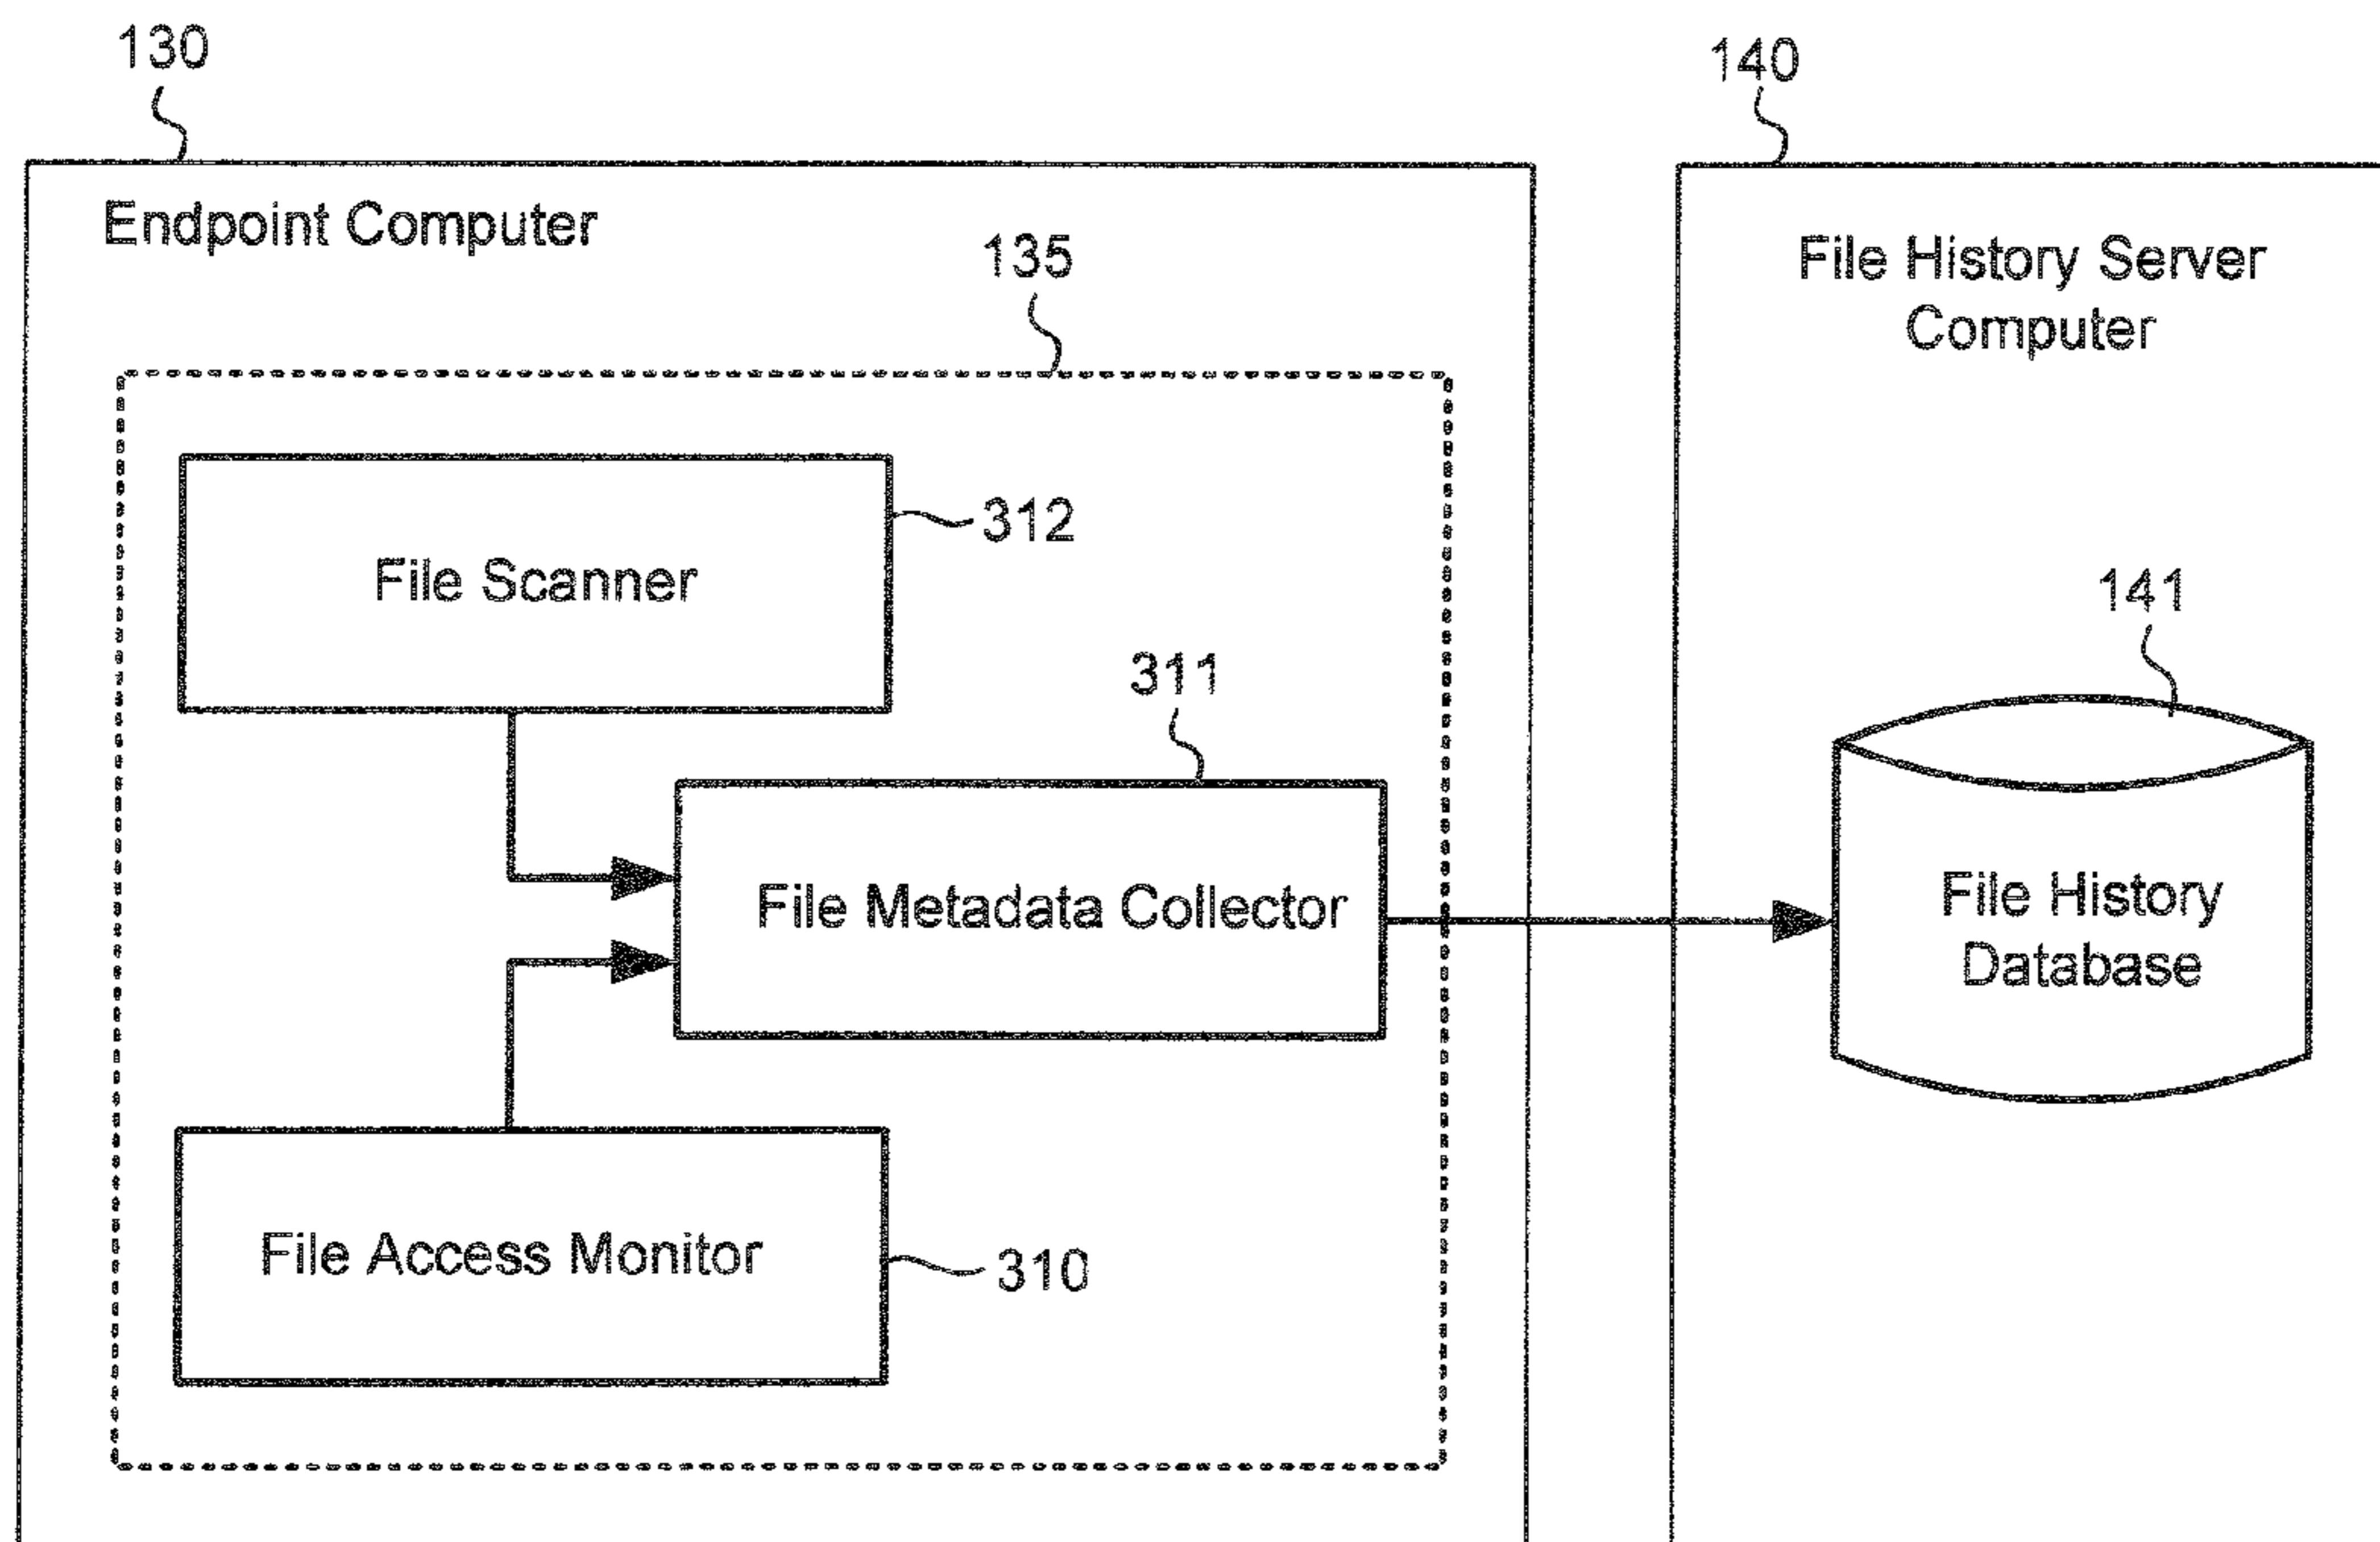 130
140
Endpoint Computer
135
File History Server
Computer
312
File Scanner
141
311
File Metadata Collector
File History
Database
File Access Monitor
310